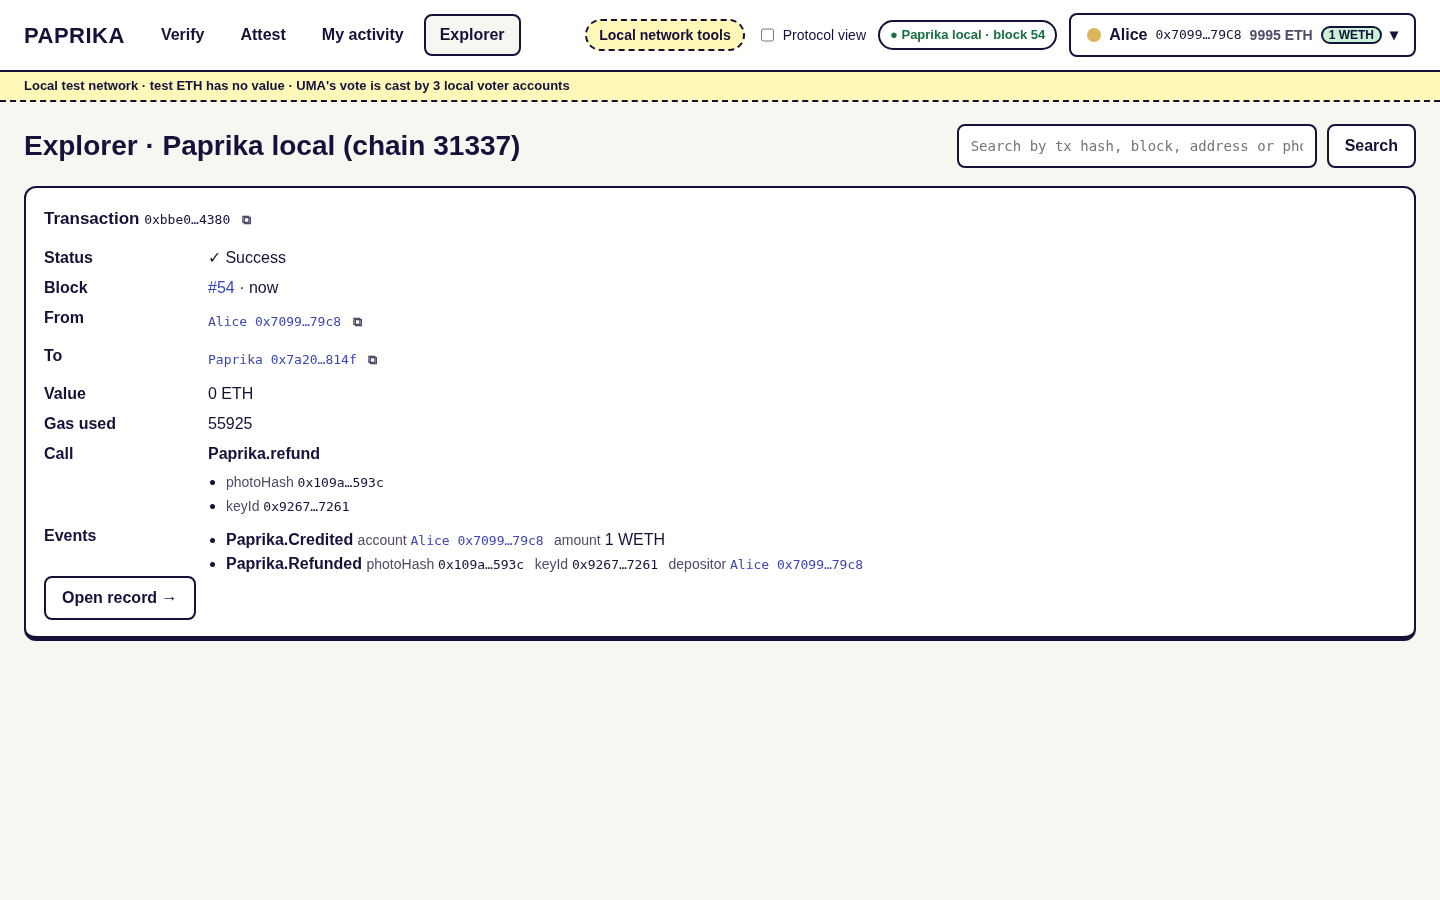 PAPRIKA Verify Attest My activity Explorer Local network tools Protocol view ● Paprika local · block 54 Alice 0x7099…79C8 9995 ETH 1 WETH ▼
Local test network · test ETH has no value · UMA's vote is cast by 3 local voter accounts
Explorer · Paprika local (chain 31337)
Search by tx hash, block, address or pho
Search
Transaction 0xbbe0…4380
Status ✓ Success
Block #54 · now
From Alice 0x7099…79c8
To Paprika 0x7a20…814f
Value 0 ETH
Gas used 55925
Call Paprika.refund
• photoHash 0x109a…593c
• keyId 0x9267…7261
Events
• Paprika.Credited account Alice 0x7099…79c8 amount 1 WETH
• Paprika.Refunded photoHash 0x109a…593c keyId 0x9267…7261 depositor Alice 0x7099…79c8
Open record →